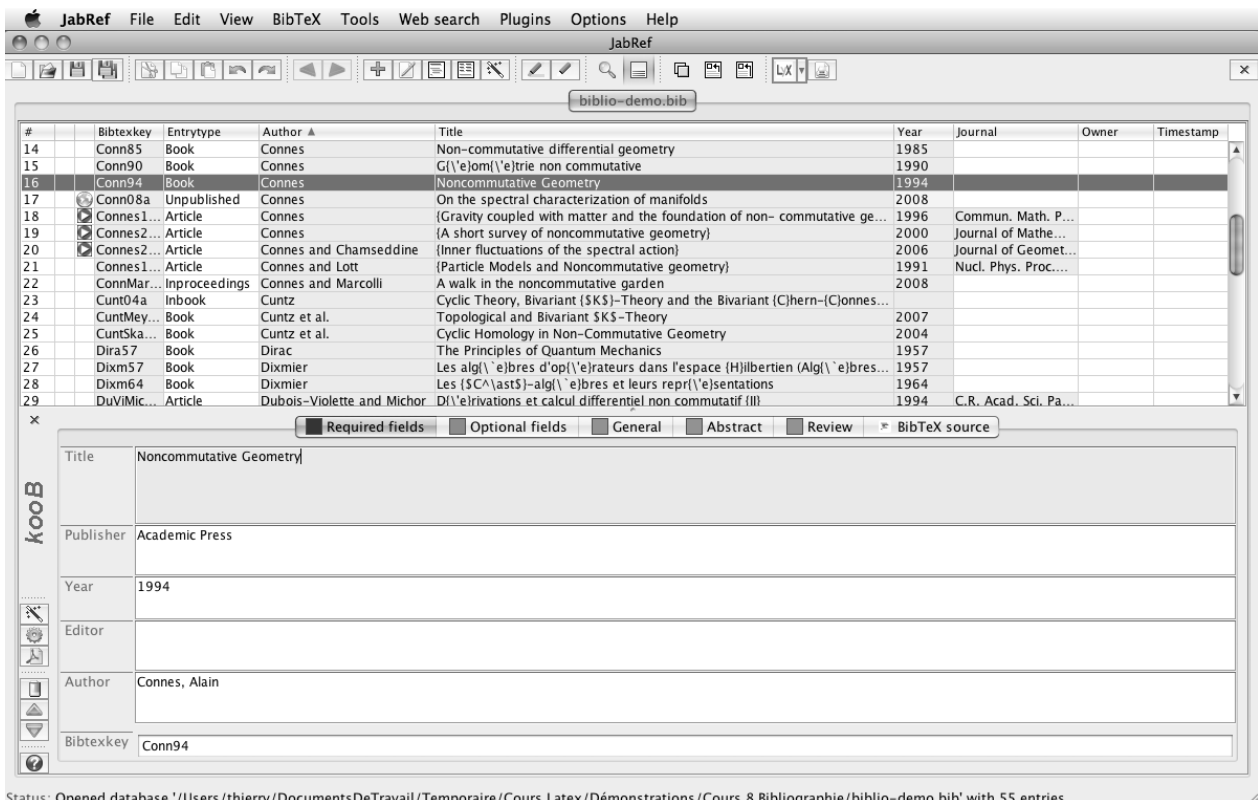 JabRef File Edit View BibTeX Tools Web search Plugins Options Help
JabRef
biblio-demo.bib
# Bibtexkey Entrytype Author Title Year Journal Owner Timestamp
14 Conn85 Book Connes Non-commutative differential geometry 1985
15 Conn90 Book Connes G{\'e}om{\'e}trie non commutative 1990
16 Conn94 Book Connes Noncommutative Geometry 1994
17 Conn08a Unpublished Connes On the spectral characterization of manifolds 2008
18 Connes1... Article Connes {Gravity coupled with matter and the foundation of non- commutative ge... 1996 Commun. Math. P...
19 Connes2... Article Connes {A short survey of noncommutative geometry} 2000 Journal of Mathe...
20 Connes2... Article Connes and Chamseddine {Inner fluctuations of the spectral action} 2006 Journal of Geomet...
21 Connes1... Article Connes and Lott {Particle Models and Noncommutative geometry} 1991 Nucl. Phys. Proc....
22 ConnMar... Inproceedings Connes and Marcolli A walk in the noncommutative garden 2008
23 Cunt04a Inbook Cuntz Cyclic Theory, Bivariant {$K$}-Theory and the Bivariant {C}hern-{C}onnes...
24 CuntMey... Book Cuntz et al. Topological and Bivariant $K$-Theory 2007
25 CuntSka... Book Cuntz et al. Cyclic Homology in Non-Commutative Geometry 2004
26 Dira57 Book Dirac The Principles of Quantum Mechanics 1957
27 Dixm57 Book Dixmier Les alg{\`e}bres d'op{\'e}rateurs dans l'espace {H}ilbertien (Alg{\`e}bres... 1957
28 Dixm64 Book Dixmier Les {$C^\ast$}-alg{\`e}bres et leurs repr{\'e}sentations 1964
29 DuViMic... Article Dubois-Violette and Michor D{\'e}rivations et calcul differentiel non commutatif {II} 1994 C.R. Acad. Sci. Pa...
Required fields Optional fields General Abstract Review BibTeX source
Book
Title Noncommutative Geometry
Publisher Academic Press
Year 1994
Editor
Author Connes, Alain
Bibtexkey Conn94
Status: Opened database '/Users/thierry/DocumentsDeTravail/Temporaire/Cours Latex/Démonstrations/Cours 8 Bibliographie/biblio-demo.bib' with 55 entries